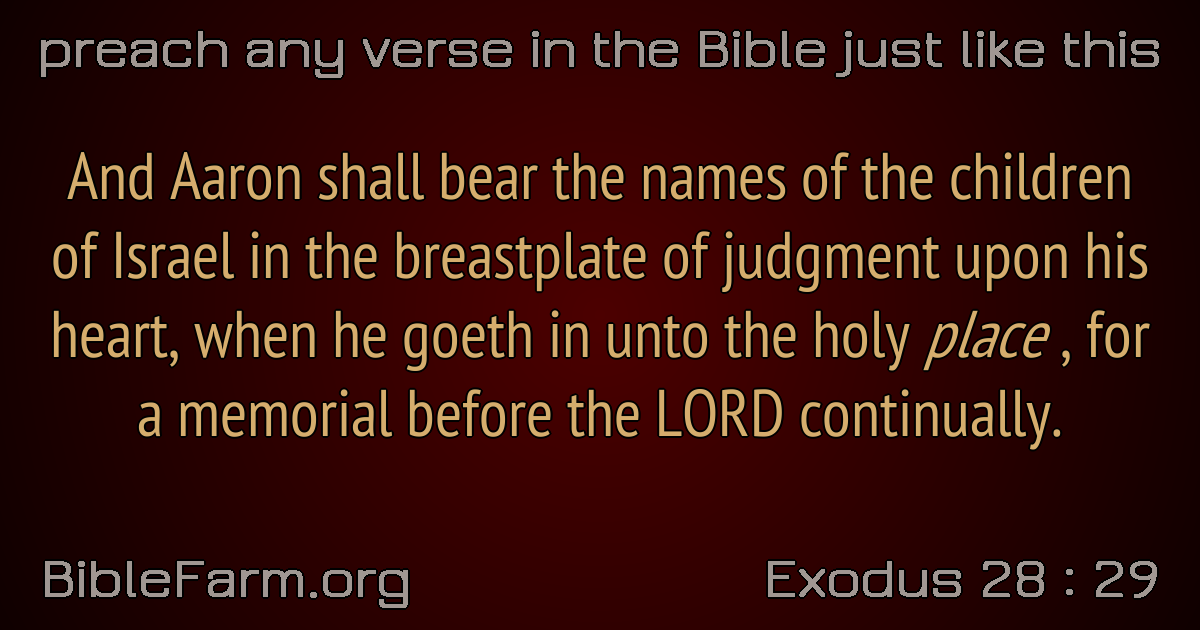 preach any verse in the Bible just like this
And Aaron shall bear the names of the children
of Israel in the breastplate of judgment upon his
heart, when he goeth in unto the holy place , for
a memorial before the LORD continually.
BibleFarm.org
Exodus 28 : 29